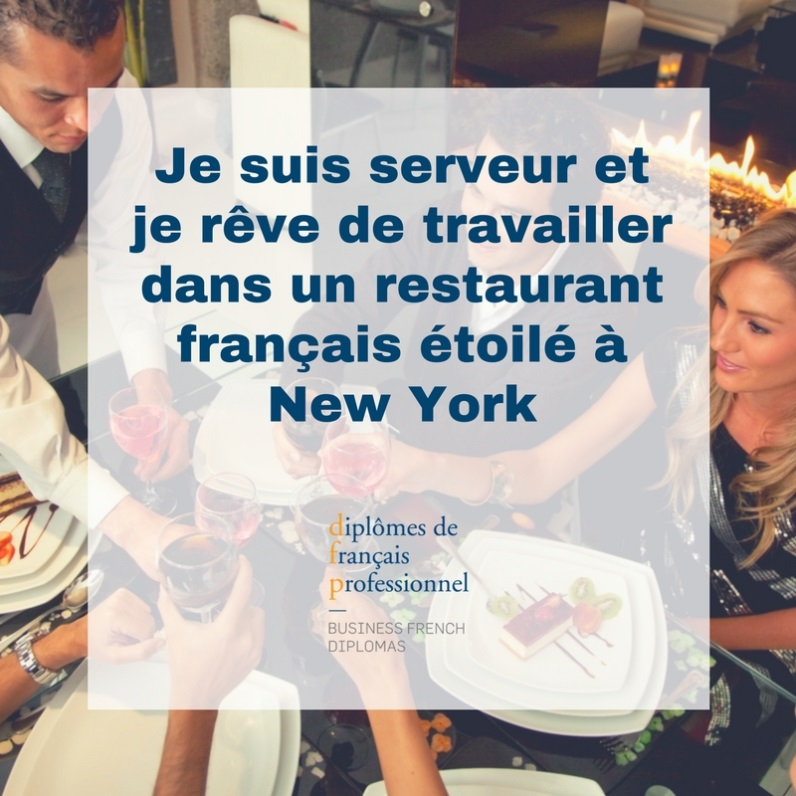 Je suis serveur et
je rêve de travailler
dans un restaurant
français étoilé à
New York
diplômes de
français
professionnel
BUSINESS FRENCH
DIPLOMAS